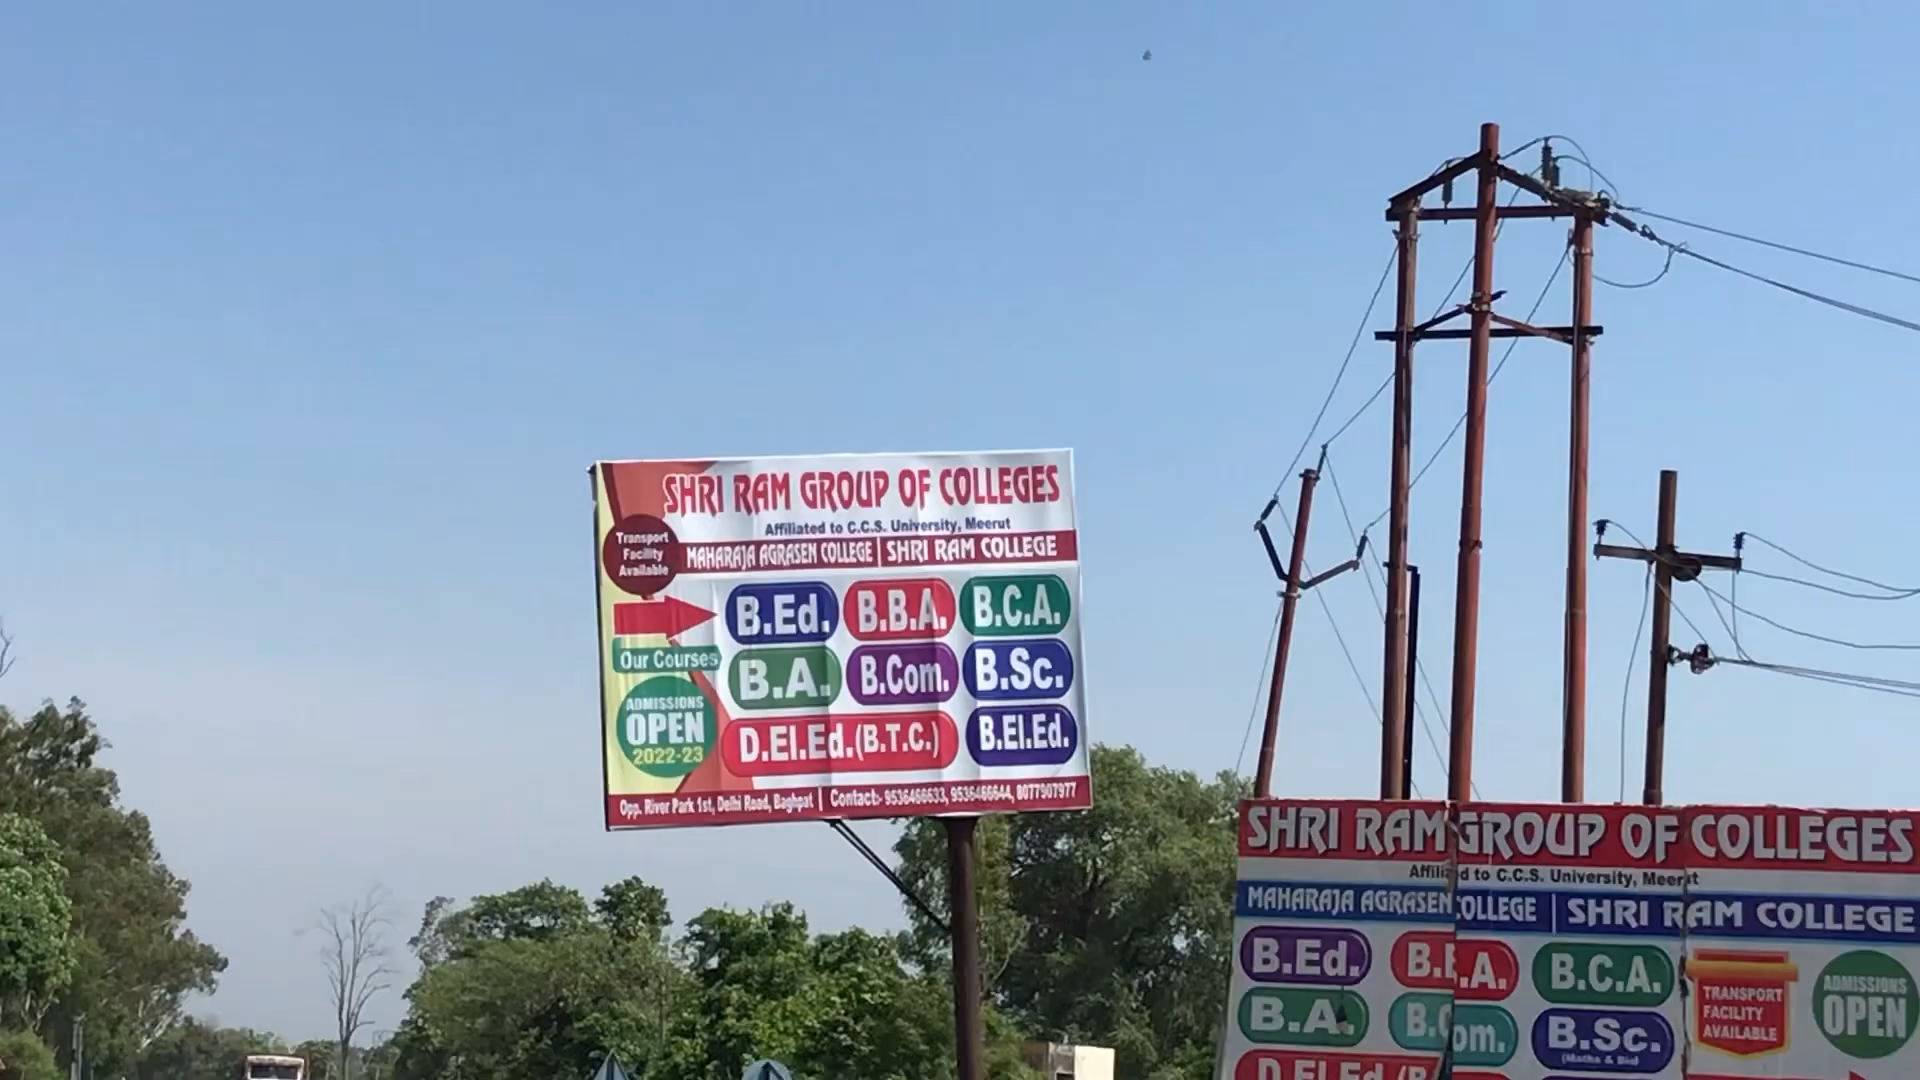 SHRI RAM GROUP OF COLLEGES
Affiliated to C.C.S. University, Meerut
MAHARAJA AGRASEN COLLEGE | SHRI RAM COLLEGE
Transport
Facility
Available
B.Ed. B.B.A. B.C.A.
Our Courses
B.A. B.Com. B.Sc.
ADMISSIONS
OPEN
2022-23
D.El.Ed.(B.T.C.) B.El.Ed.
Opp. River Park 1st, Delhi Road, Baghpat | Contact:- 9536466633, 9536466644, 8077907977
SHRI RAM GROUP OF COLLEGES
Affiliated to C.C.S. University, Meerut
MAHARAJA AGRASEN COLLEGE | SHRI RAM COLLEGE
B.Ed. B.B.A. B.C.A.
B.A. B.Com. B.Sc.
(Maths & Bio)
TRANSPORT
FACILITY
AVAILABLE
ADMISSIONS
OPEN
D.El.Ed.(B